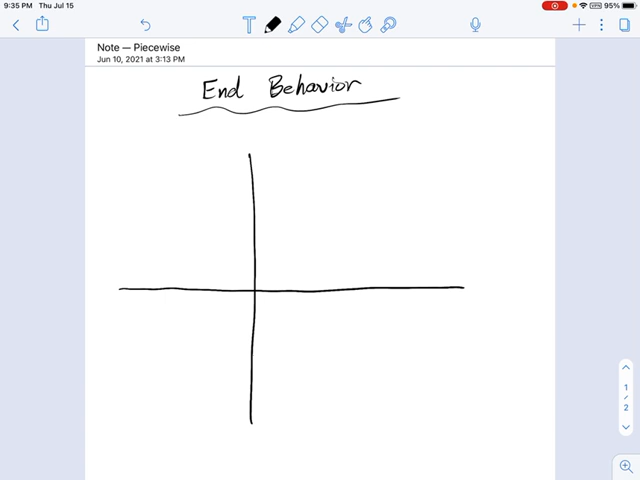 9:35 PM Thu Jul 15 95%
T
Note — Piecewise
Jun 10, 2021 at 3:13 PM
End Behavior
1
/
2